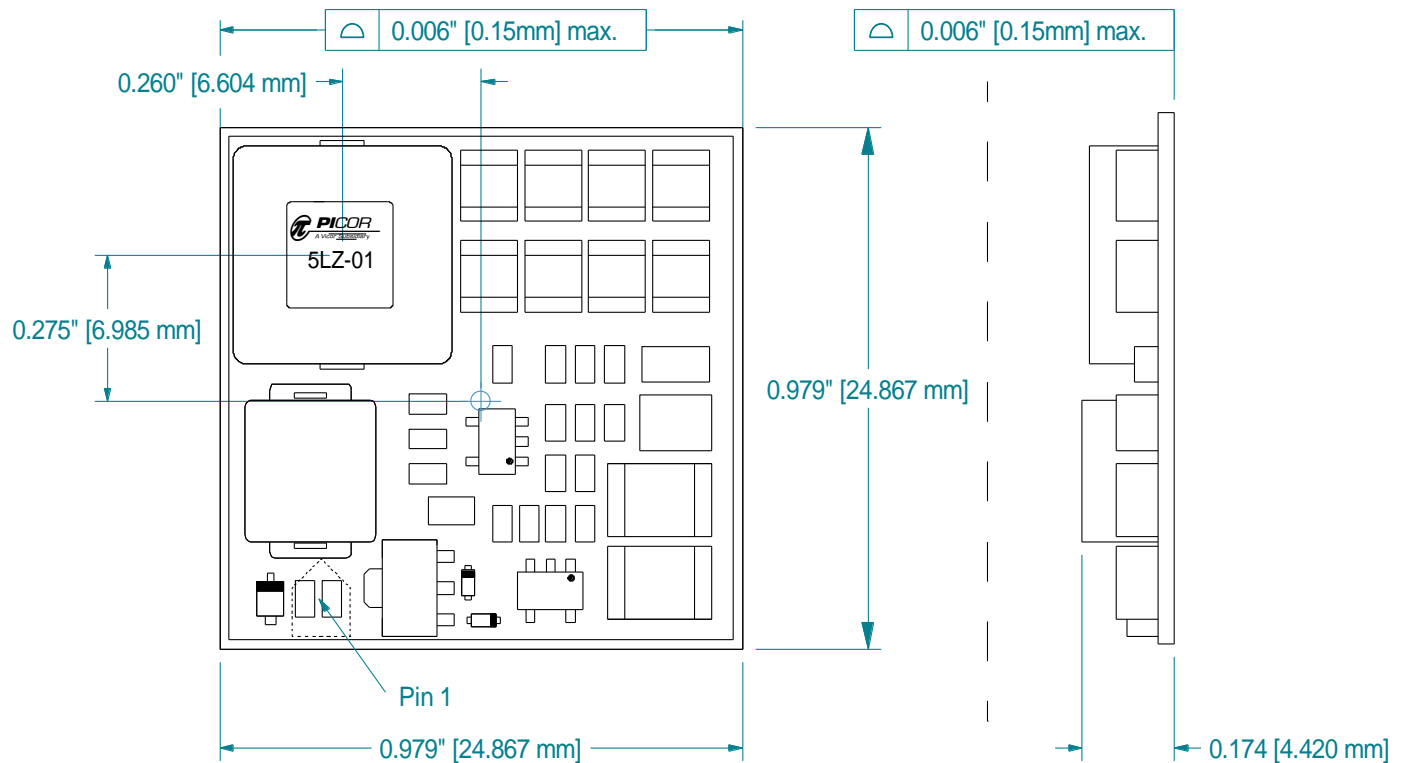 0.006" [0.15mm] max.
0.006" [0.15mm] max.
0.260" [6.604 mm]
PICOR
A Vicor Subsidiary
5LZ-01
0.275" [6.985 mm]
0.979" [24.867 mm]
Pin 1
0.979" [24.867 mm]
0.174 [4.420 mm]